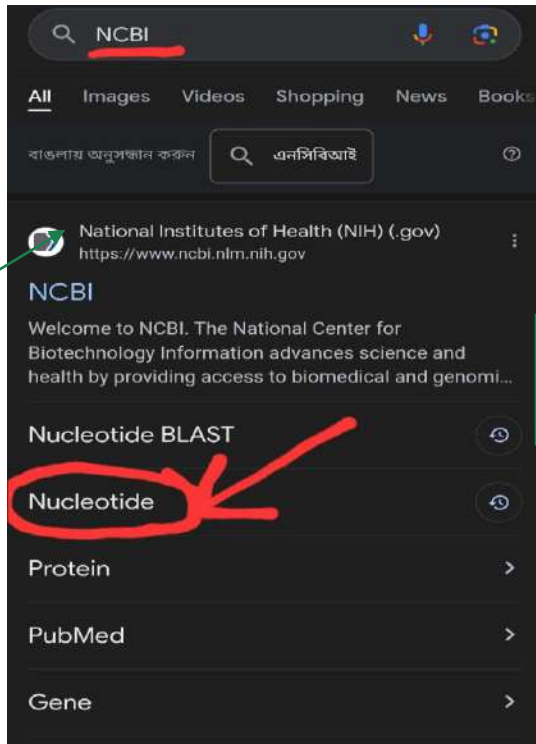 NCBI
All Images Videos Shopping News Books
বাঙলায় অনুসন্ধান করুন এনসিবিআই
National Institutes of Health (NIH) (.gov)
https://www.ncbi.nlm.nih.gov
NCBI
Welcome to NCBI. The National Center for
Biotechnology Information advances science and
health by providing access to biomedical and genomi...
Nucleotide BLAST
Nucleotide
Protein
PubMed
Gene